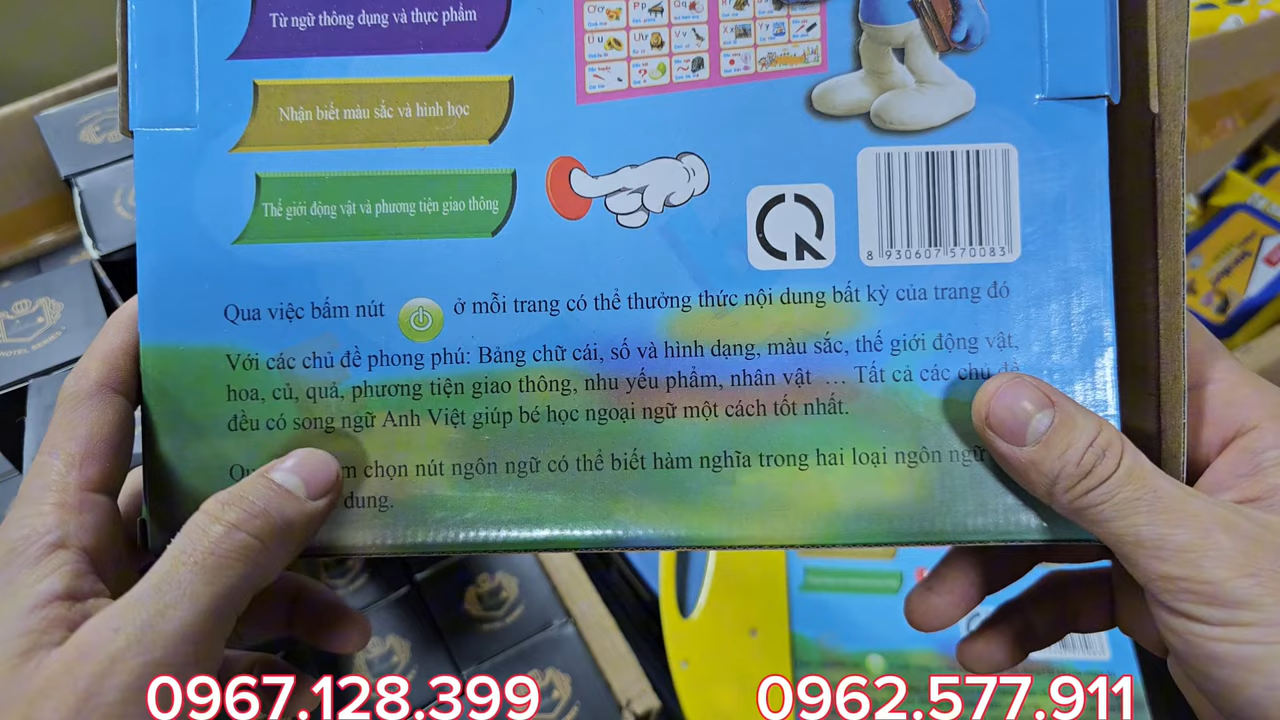 Từ ngữ thông dụng và thực phẩm
Nhận biết màu sắc và hình học
Thế giới động vật và phương tiện giao thông
8 930607 570083
Qua việc bấm nút ở mỗi trang có thể thưởng thức nội dung bất kỳ của trang đó
Với các chủ đề phong phú: Bảng chữ cái, số và hình dạng, màu sắc, thế giới động vật,
hoa, củ, quả, phương tiện giao thông, nhu yếu phẩm, nhân vật … Tất cả các chủ đề
đều có song ngữ Anh Việt giúp bé học ngoại ngữ một cách tốt nhất.
chọn nút ngôn ngữ có thể biết hàm nghĩa trong hai loại ngôn ngữ
dung.
0967.128.399
0962.577.911